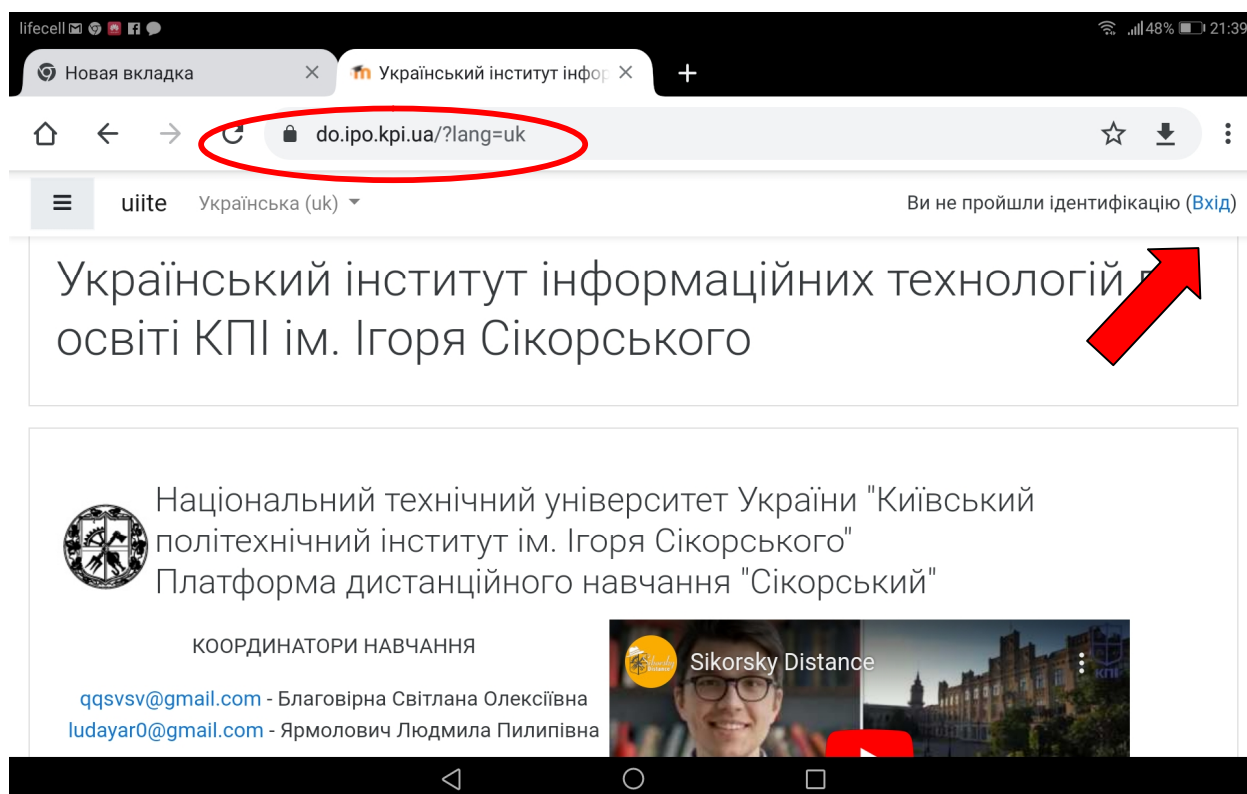 lifecell 48% 21:39
Новая вкладка Український інститут інфор
do.ipo.kpi.ua/?lang=uk
uiite Українська (uk) Ви не пройшли ідентифікацію (Вхід)
Український інститут інформаційних технологій
освіті КПІ ім. Ігоря Сікорського
Національний технічний університет України "Київський
політехнічний інститут ім. Ігоря Сікорського"
Платформа дистанційного навчання "Сікорський"
КООРДИНАТОРИ НАВЧАННЯ
qqsvsv@gmail.com - Благовірна Світлана Олексіївна
ludayar0@gmail.com - Ярмолович Людмила Пилипівна
Sikorsky Distance
КПІ